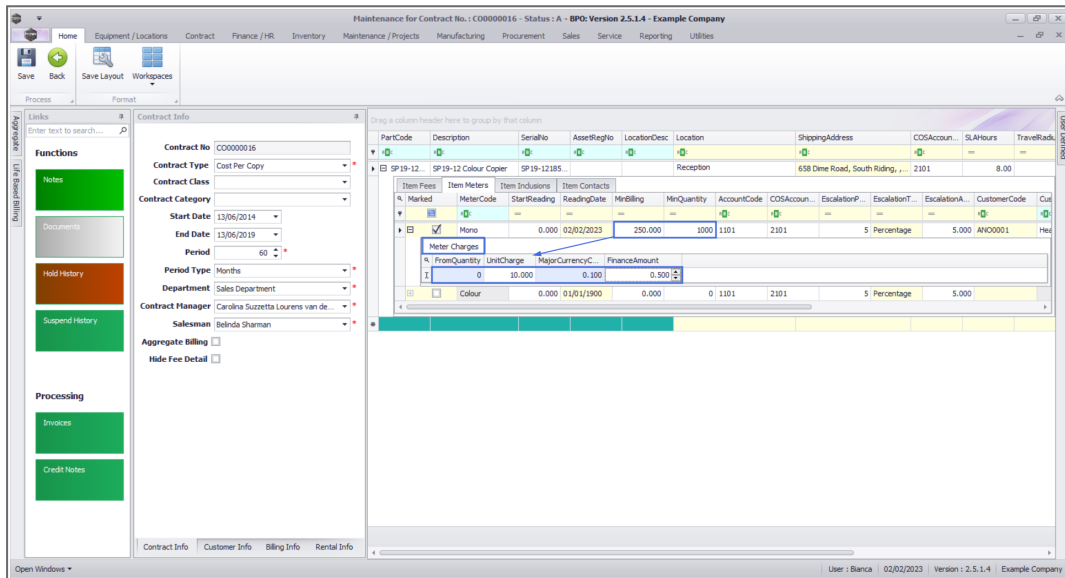 Maintenance for Contract No. : CO0000016 - Status : A - BPO: Version 2.5.1.4 - Example Company
Home Equipment / Locations Contract Finance / HR Inventory Maintenance / Projects Manufacturing Procurement Sales Service Reporting Utilities
Save Back Save Layout Workspaces
Process Format
Aggregate
Life Based Billing
Links
Enter text to search...
Functions
Notes
Documents
Hold History
Suspend History
Processing
Invoices
Credit Notes
Contract Info
Contract No CO0000016
Contract Type Cost Per Copy *
Contract Class
Contract Category
Start Date 13/06/2014
End Date 13/06/2019
Period 60 *
Period Type Months *
Department Sales Department *
Contract Manager Carolina Suzzetta Lourens van de... *
Salesman Belinda Sharman *
Aggregate Billing
Hide Fee Detail
Contract Info Customer Info Billing Info Rental Info
Drag a column header here to group by that column
PartCode Description SerialNo AssetRegNo LocationDesc Location ShippingAddress COSAccoun... SLAHours TravelRadiu
SP19-12... SP19-12 Colour Copier SP19-12185... Reception 658 Dime Road, South Riding, ,... 2101 8.00
Item Fees Item Meters Item Inclusions Item Contacts
Marked MeterCode StartReading ReadingDate MinBilling MinQuantity AccountCode COSAccoun... EscalationP... EscalationT... EscalationA... CustomerCode Cus
Mono 0.000 02/02/2023 250.000 1000 1101 2101 5 Percentage 5.000 ANO0001 Hea
Meter Charges
FromQuantity UnitCharge MajorCurrencyC... FinanceAmount
0 10.000 0.100 0.500
Colour 0.000 01/01/1900 0.000 0 1101 2101 5 Percentage 5.000
User Defined
Open Windows
User : Bianca 02/02/2023 Version : 2.5.1.4 Example Company